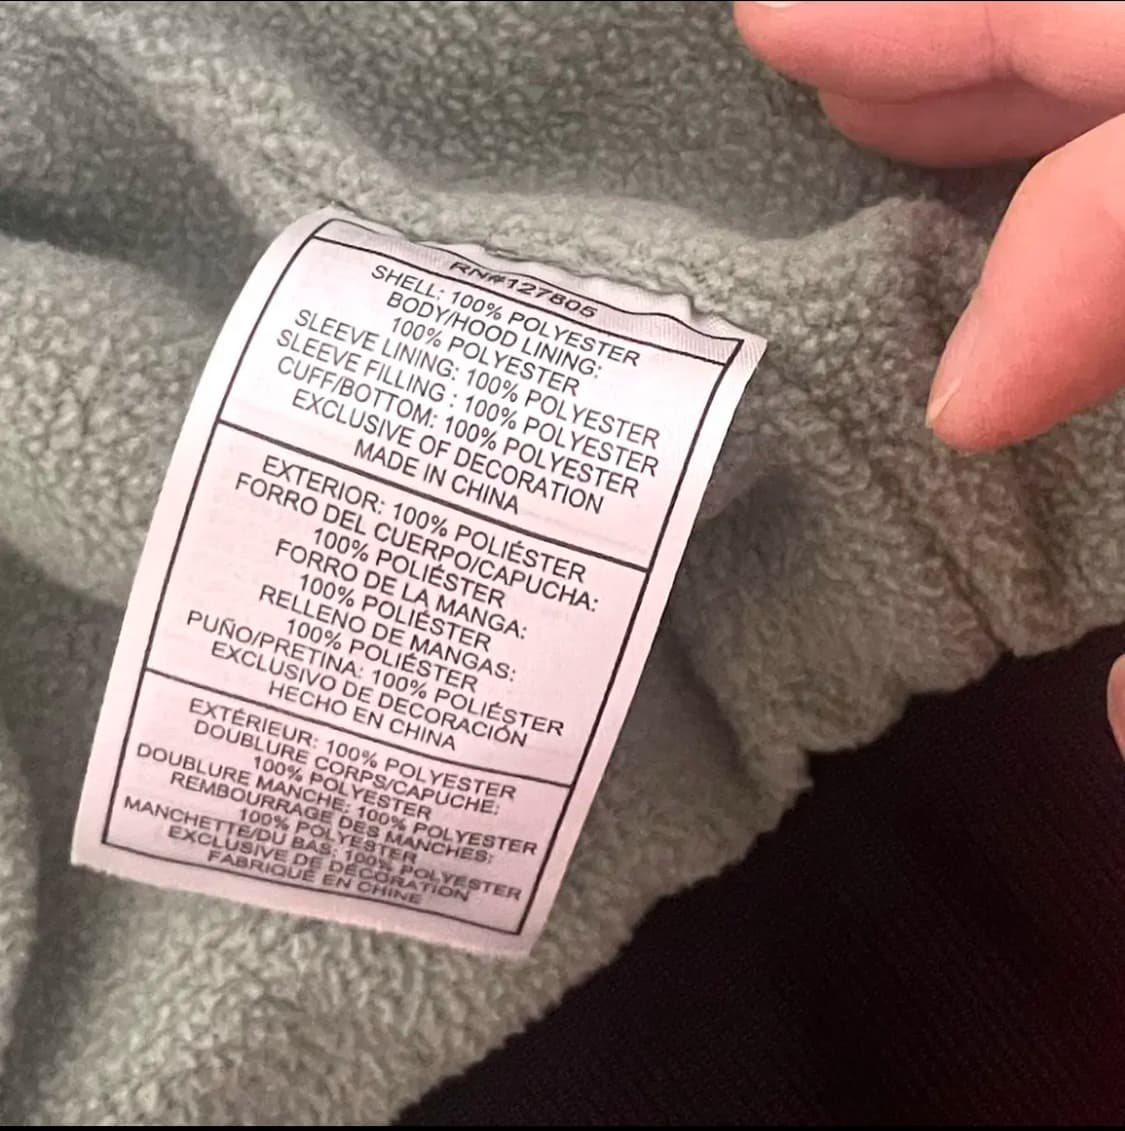 RN#127805
SHELL: 100% POLYESTER
BODY/HOOD LINING:
100% POLYESTER
SLEEVE LINING: 100% POLYESTER
SLEEVE FILLING : 100% POLYESTER
CUFF/BOTTOM: 100% POLYESTER
EXCLUSIVE OF DECORATION
MADE IN CHINA
EXTERIOR: 100% POLIÉSTER
FORRO DEL CUERPO/CAPUCHA:
100% POLIÉSTER
FORRO DE LA MANGA:
100% POLIÉSTER
RELLENO DE MANGAS:
100% POLIÉSTER
PUÑO/PRETINA: 100% POLIÉSTER
EXCLUSIVO DE DECORACIÓN
HECHO EN CHINA
EXTÉRIEUR: 100% POLYESTER
DOUBLURE CORPS/CAPUCHE:
100% POLYESTER
DOUBLURE MANCHE: 100% POLYESTER
REMBOURRAGE DES MANCHES:
100% POLYESTER
MANCHETTE/DU BAS: 100% POLYESTER
EXCLUSIVE DE DÉCORATION
FABRIQUÉ EN CHINE